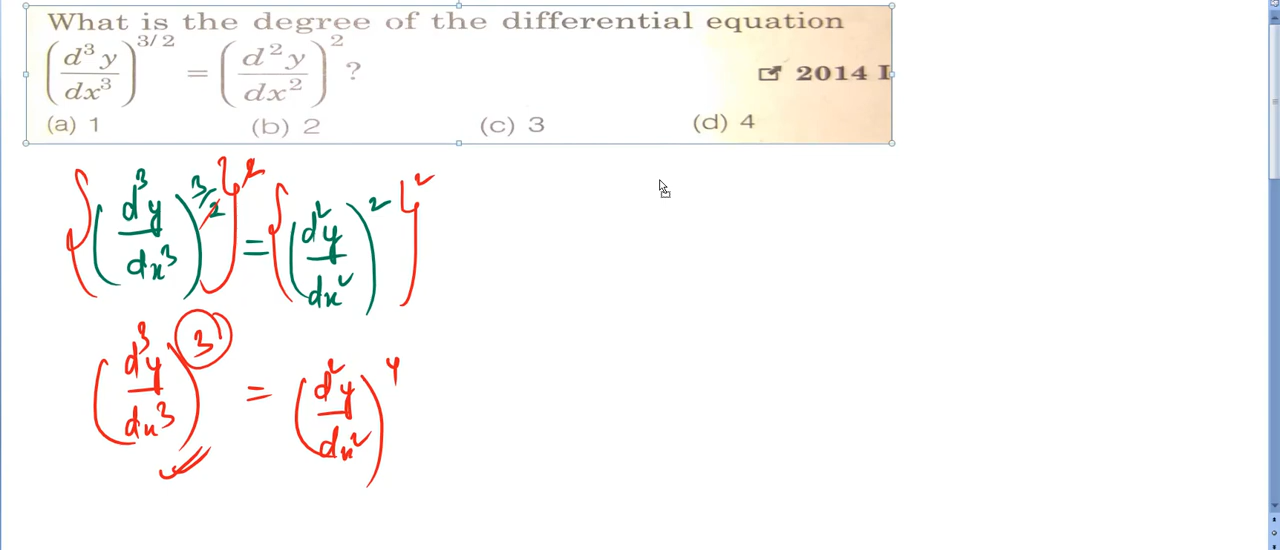 What is the degree of the differential equation
(d³y/dx³)^3/2 = (d²y/dx²)² ?
2014 I
(a) 1 (b) 2 (c) 3 (d) 4
{(d³y/dx³)^3/2}² = {(d²y/dx²)²}²
(d³y/dx³)³ = (d²y/dx²)⁴